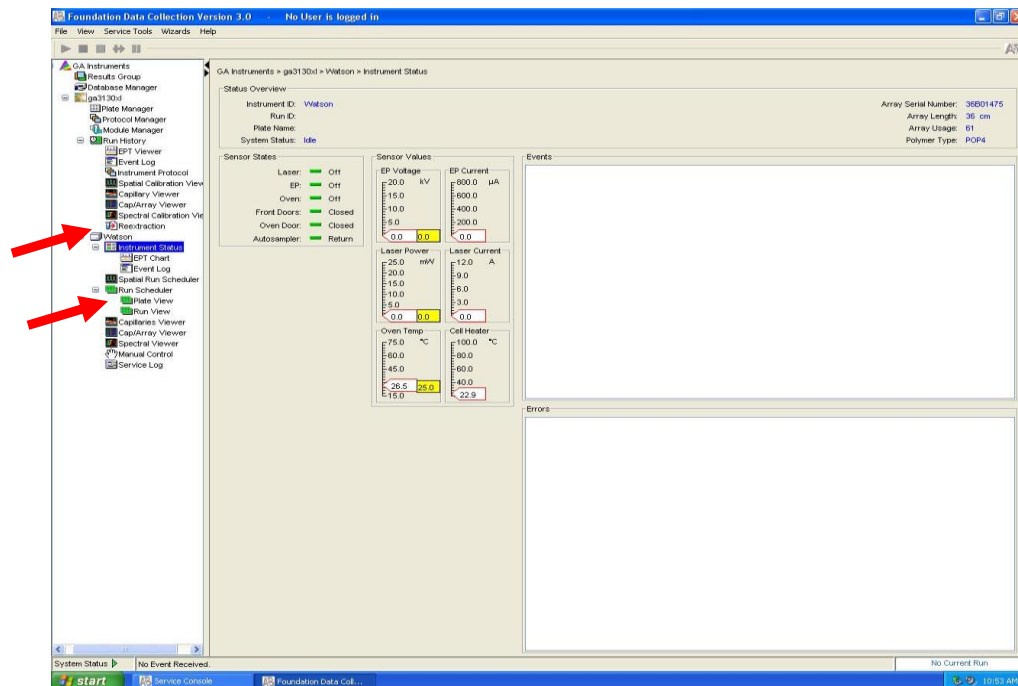 Foundation Data Collection Version 3.0 - No User is logged in
File View Service Tools Wizards Help
GA Instruments
Results Group
Database Manager
ga3130xl
Plate Manager
Protocol Manager
Module Manager
Run History
EPT Viewer
Event Log
Instrument Protocol
Spatial Calibration View
Capillary Viewer
Cap/Array Viewer
Spectral Calibration Vie
Reextraction
Watson
Instrument Status
EPT Chart
Event Log
Spatial Run Scheduler
Run Scheduler
Plate View
Run View
Capillaries Viewer
Cap/Array Viewer
Spectral Viewer
Manual Control
Service Log
GA Instruments > ga3130xl > Watson > Instrument Status
Status Overview
Instrument ID: Watson
Run ID:
Plate Name:
System Status: Idle
Array Serial Number: 36B01475
Array Length: 36 cm
Array Usage: 61
Polymer Type: POP4
Sensor States
Laser: Off
EP: Off
Oven: Off
Front Doors: Closed
Oven Door: Closed
Autosampler: Return
Sensor Values
EP Voltage
20.0 kV
15.0
10.0
5.0
0.0 0.0
EP Current
800.0 µA
600.0
400.0
200.0
0.0
Laser Power
25.0 mW
20.0
15.0
10.0
5.0
0.0 0.0
Laser Current
12.0 A
9.0
6.0
3.0
0.0
Oven Temp
75.0 °C
60.0
45.0
26.5 25.0
15.0
Cell Heater
100.0 °C
80.0
60.0
40.0
22.9
Events
Errors
System Status
No Event Received.
No Current Run
start
Service Console
Foundation Data Coll...
10:53 AM